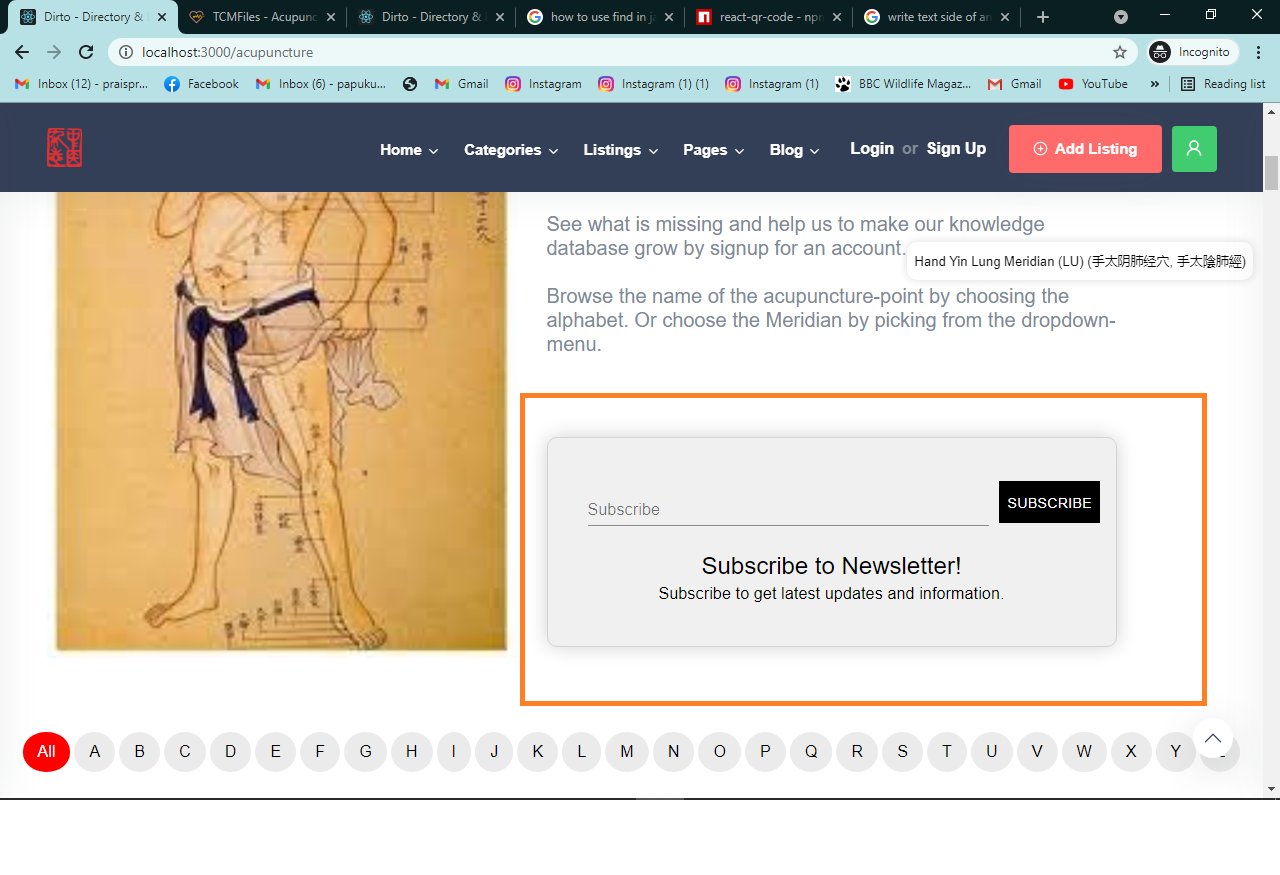 Dirto - Directory &
TCMFiles - Acupunc
Dirto - Directory &
how to use find in ja
react-qr-code - npm
write text side of an
localhost:3000/acupuncture
Incognito
Inbox (12) - praispr...
Facebook
Inbox (6) - papuku...
Gmail
Instagram
Instagram (1) (1)
Instagram (1)
BBC Wildlife Magaz...
Gmail
YouTube
»
Reading list
Home
Categories
Listings
Pages
Blog
Login or Sign Up
Add Listing
See what is missing and help us to make our knowledge
database grow by signup for an account.
Hand Yin Lung Meridian (LU) (手太阴肺经穴, 手太陰肺經)
Browse the name of the acupuncture-point by choosing the
alphabet. Or choose the Meridian by picking from the dropdown-
menu.
Subscribe
SUBSCRIBE
Subscribe to Newsletter!
Subscribe to get latest updates and information.
All A B C D E F G H I J K L M N O P Q R S T U V W X Y